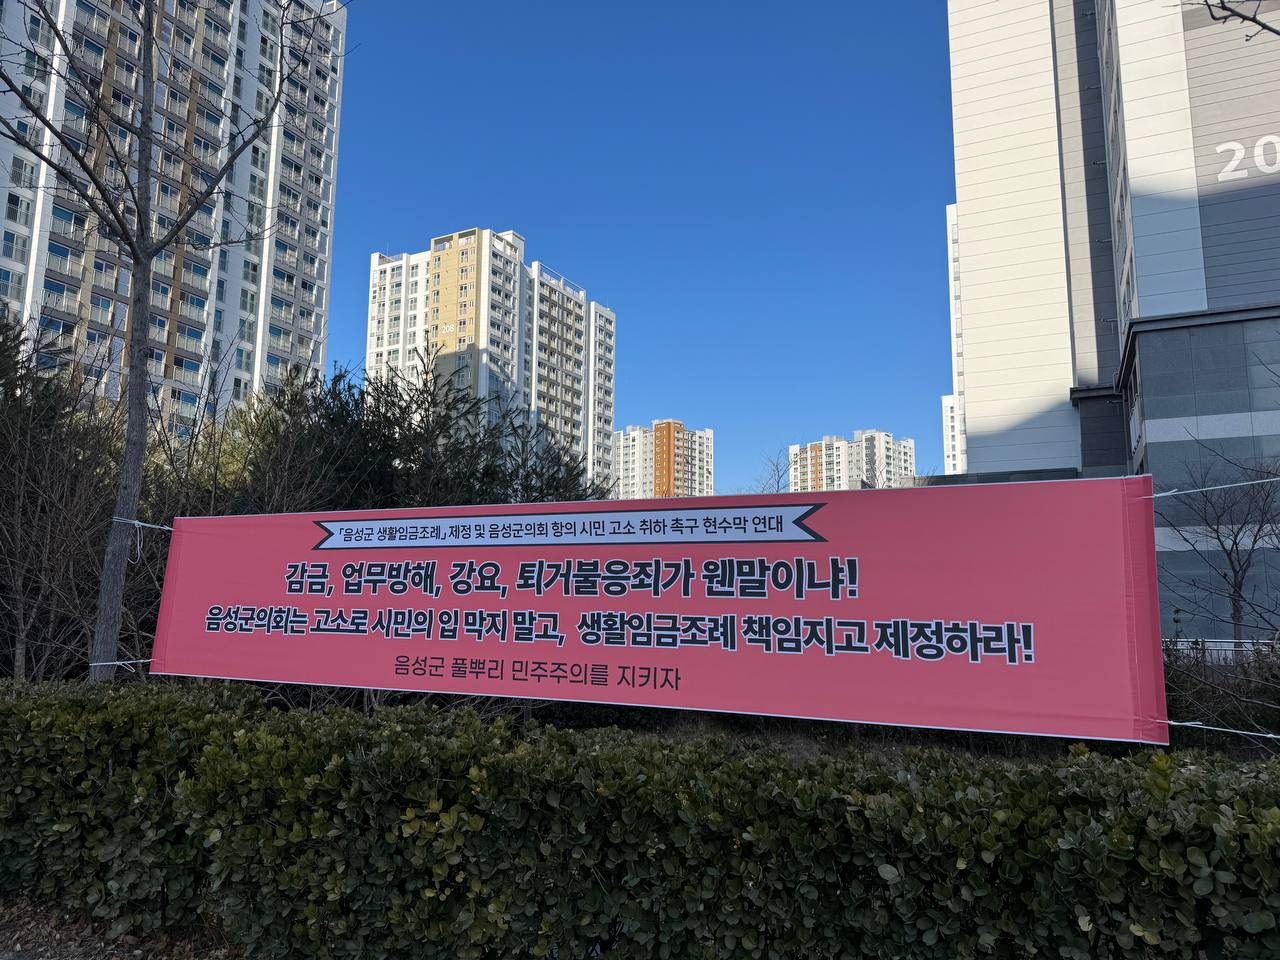 「음성군 생활임금조례」 제정 및 음성군의회 항의 시민 고소 취하 촉구 현수막 연대
감금, 업무방해, 강요, 퇴거불응죄가 웬말이냐!
음성군의회는 고소로 시민의 입 막지 말고, 생활임금조례 책임지고 제정하라!
음성군 풀뿌리 민주주의를 지키자
208